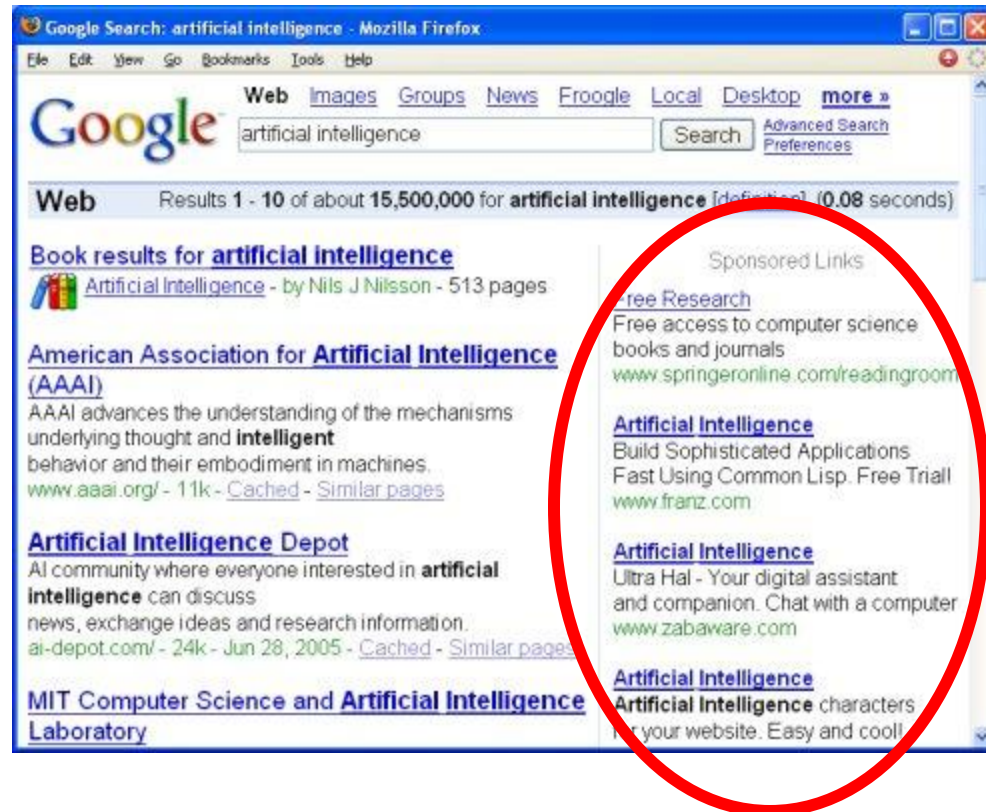 Google Search: artificial intelligence - Mozilla Firefox
File Edit View Go Bookmarks Tools Help
Google
Web Images Groups News Froogle Local Desktop more »
artificial intelligence Search Advanced Search
Preferences
Web Results 1 - 10 of about 15,500,000 for artificial intelligence [definition]. (0.08 seconds)
Book results for artificial intelligence
Artificial Intelligence - by Nils J Nilsson - 513 pages
American Association for Artificial Intelligence
(AAAI)
AAAI advances the understanding of the mechanisms
underlying thought and intelligent
behavior and their embodiment in machines.
www.aaai.org/ - 11k - Cached - Similar pages
Artificial Intelligence Depot
AI community where everyone interested in artificial
intelligence can discuss
news, exchange ideas and research information.
ai-depot.com/ - 24k - Jun 28, 2005 - Cached - Similar pages
MIT Computer Science and Artificial Intelligence
Laboratory
Sponsored Links
Free Research
Free access to computer science
books and journals
www.springeronline.com/readingroom
Artificial Intelligence
Build Sophisticated Applications
Fast Using Common Lisp. Free Trial!
www.franz.com
Artificial Intelligence
Ultra Hal - Your digital assistant
and companion. Chat with a computer
www.zabaware.com
Artificial Intelligence
Artificial Intelligence characters
for your website. Easy and cool!